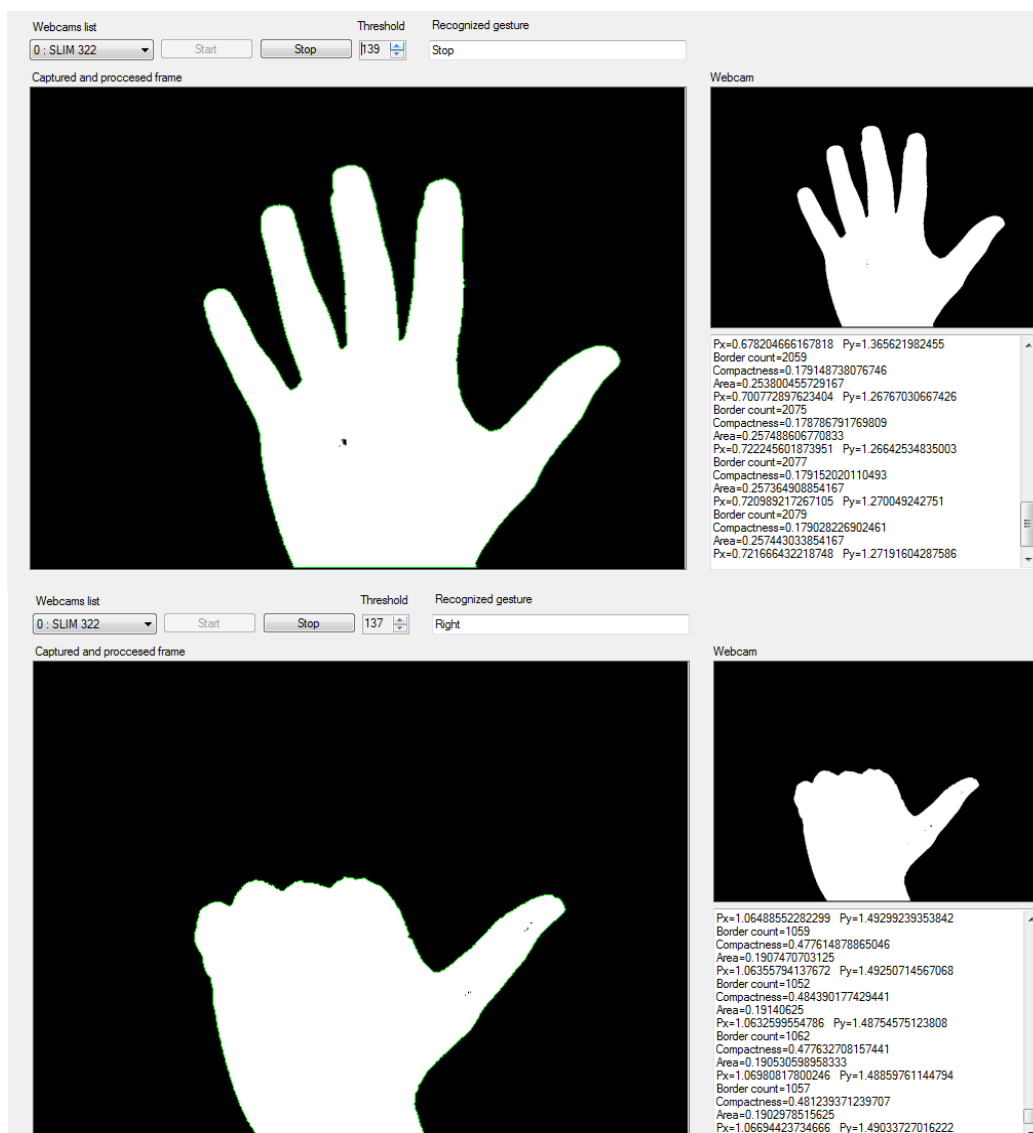 Webcams list Threshold Recognized gesture
0 : SLIM 322 Start Stop 139 Stop
Captured and proccesed frame Webcam
Px=0.678204666167818 Py=1.365621982455
Border count=2059
Compactness=0.179148738076746
Area=0.253800455729167
Px=0.700772897623404 Py=1.26767030667426
Border count=2075
Compactness=0.178786791769809
Area=0.257488606770833
Px=0.722245601873951 Py=1.26642534835003
Border count=2077
Compactness=0.179152020110493
Area=0.257364908854167
Px=0.720989217267105 Py=1.270049242751
Border count=2079
Compactness=0.179028226902461
Area=0.257443033854167
Px=0.721666432218748 Py=1.27191604287586
Webcams list Threshold Recognized gesture
0 : SLIM 322 Start Stop 137 Right
Captured and proccesed frame Webcam
Px=1.06488552282299 Py=1.49299239353842
Border count=1059
Compactness=0.477614878865046
Area=0.1907470703125
Px=1.06355794137672 Py=1.49250714567068
Border count=1052
Compactness=0.484390177429441
Area=0.19140625
Px=1.0632599554786 Py=1.48754575123808
Border count=1062
Compactness=0.477632708157441
Area=0.190530598958333
Px=1.06980817800246 Py=1.48859761144794
Border count=1057
Compactness=0.481239371239707
Area=0.1902978515625
Px=1.06694423734666 Py=1.49033727016222